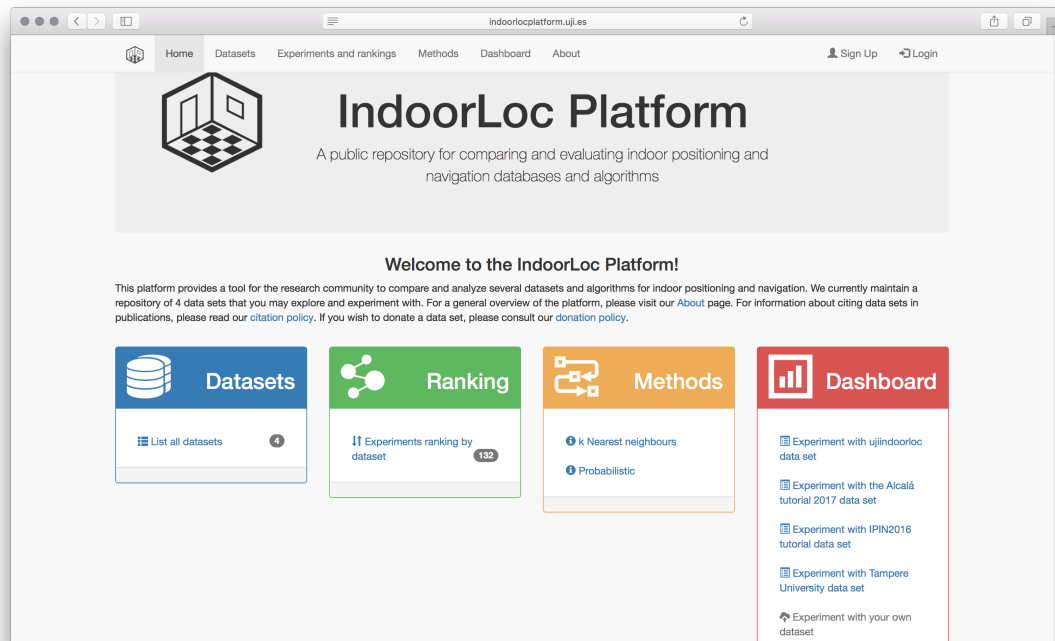 indoorlocplatform.uji.es
Home Datasets Experiments and rankings Methods Dashboard About Sign Up Login
IndoorLoc Platform
A public repository for comparing and evaluating indoor positioning and
navigation databases and algorithms
Welcome to the IndoorLoc Platform!
This platform provides a tool for the research community to compare and analyze several datasets and algorithms for indoor positioning and navigation. We currently maintain a
repository of 4 data sets that you may explore and experiment with. For a general overview of the platform, please visit our About page. For information about citing data sets in
publications, please read our citation policy. If you wish to donate a data set, please consult our donation policy.
Datasets
List all datasets 4
Ranking
Experiments ranking by
dataset 132
Methods
k Nearest neighbours
Probabilistic
Dashboard
Experiment with ujiindoorloc
data set
Experiment with the Alcalá
tutorial 2017 data set
Experiment with IPIN2016
tutorial data set
Experiment with Tampere
University data set
Experiment with your own
dataset